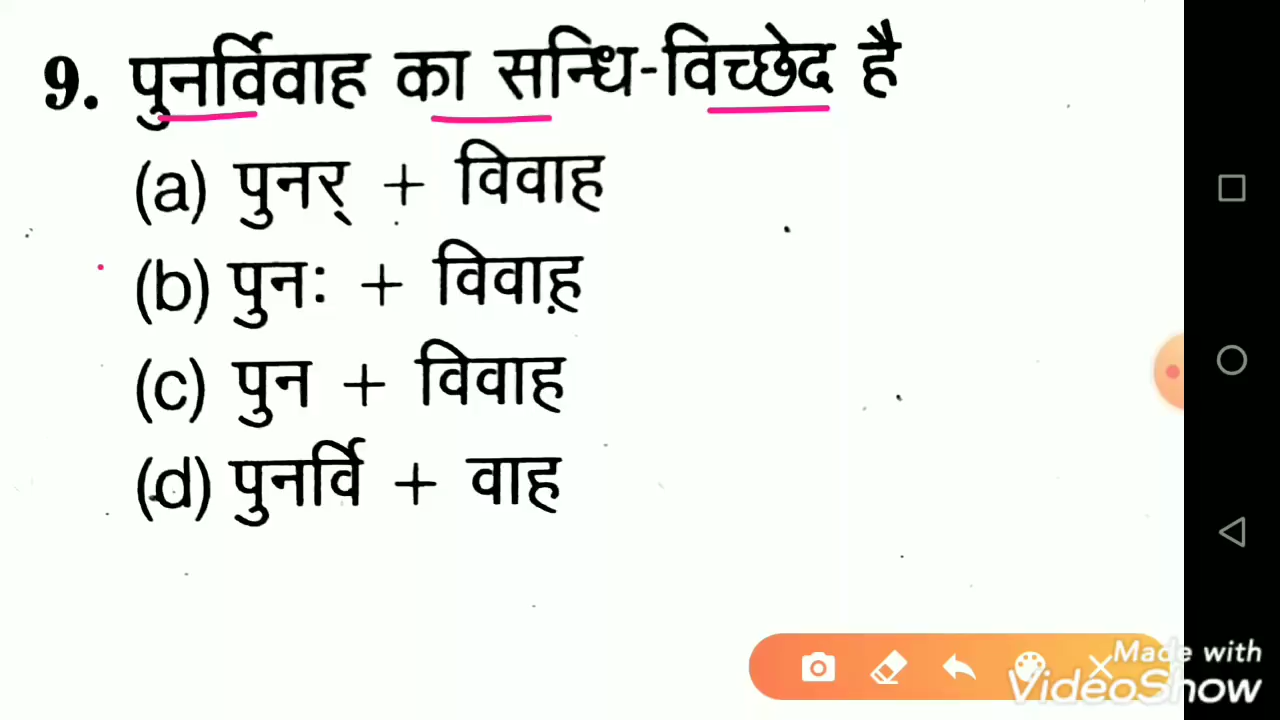 9. पुनर्विवाह का सन्धि-विच्छेद है
(a) पुनर् + विवाह
(b) पुनः + विवाह
(c) पुन + विवाह
(d) पुनर्वि + वाह
Made with
VideoShow